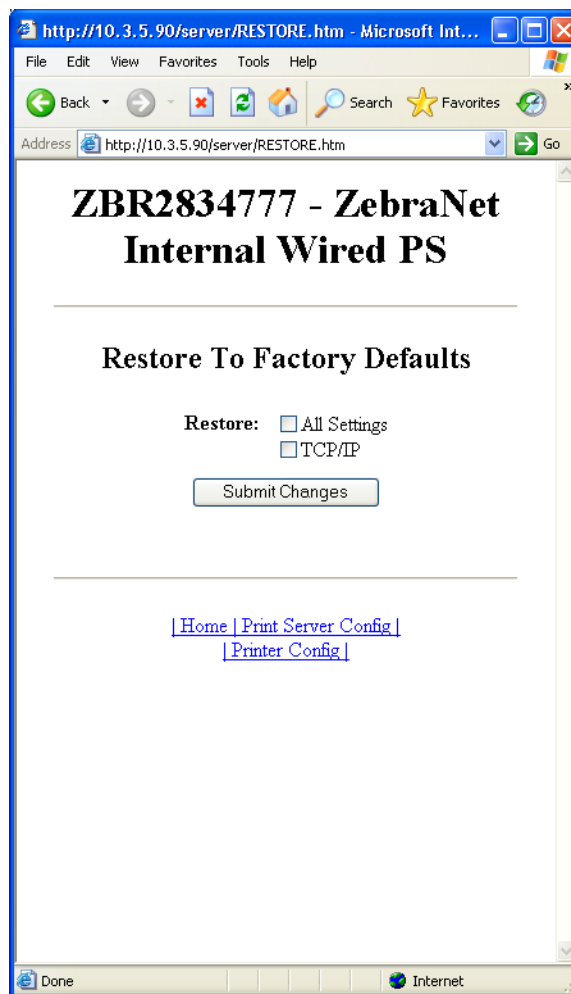 http://10.3.5.90/server/RESTORE.htm - Microsoft Int...
File Edit View Favorites Tools Help
Back Search Favorites »
Address http://10.3.5.90/server/RESTORE.htm Go
ZBR2834777 - ZebraNet
Internal Wired PS
Restore To Factory Defaults
Restore: All Settings
TCP/IP
Submit Changes
| Home | Print Server Config |
| Printer Config |
Done Internet